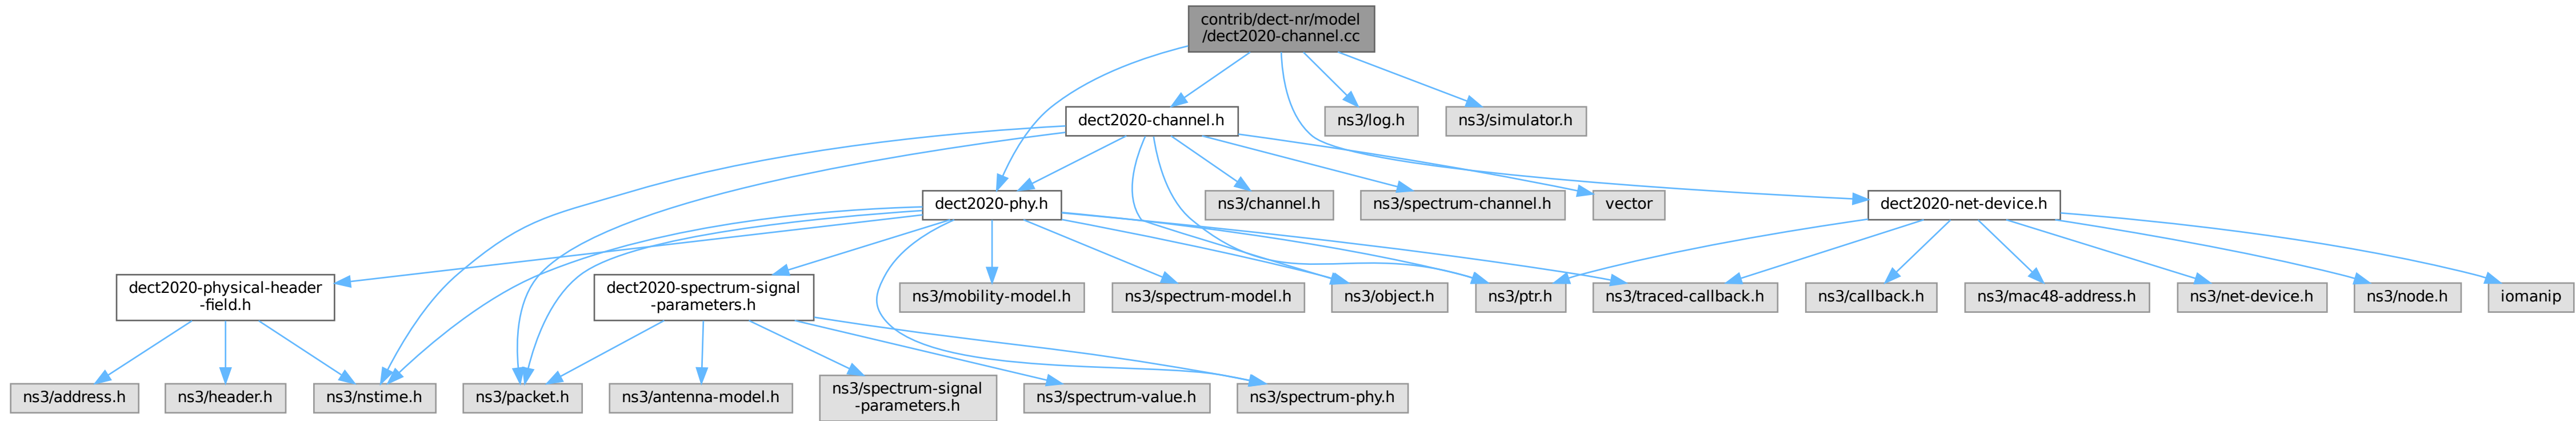 contrib/dect-nr/model
/dect2020-channel.cc
dect2020-channel.h
ns3/log.h
ns3/simulator.h
dect2020-phy.h
ns3/channel.h
ns3/spectrum-channel.h
vector
dect2020-net-device.h
dect2020-physical-header
-field.h
dect2020-spectrum-signal
-parameters.h
ns3/mobility-model.h
ns3/spectrum-model.h
ns3/object.h
ns3/ptr.h
ns3/traced-callback.h
ns3/callback.h
ns3/mac48-address.h
ns3/net-device.h
ns3/node.h
iomanip
ns3/address.h
ns3/header.h
ns3/nstime.h
ns3/packet.h
ns3/antenna-model.h
ns3/spectrum-signal
-parameters.h
ns3/spectrum-value.h
ns3/spectrum-phy.h